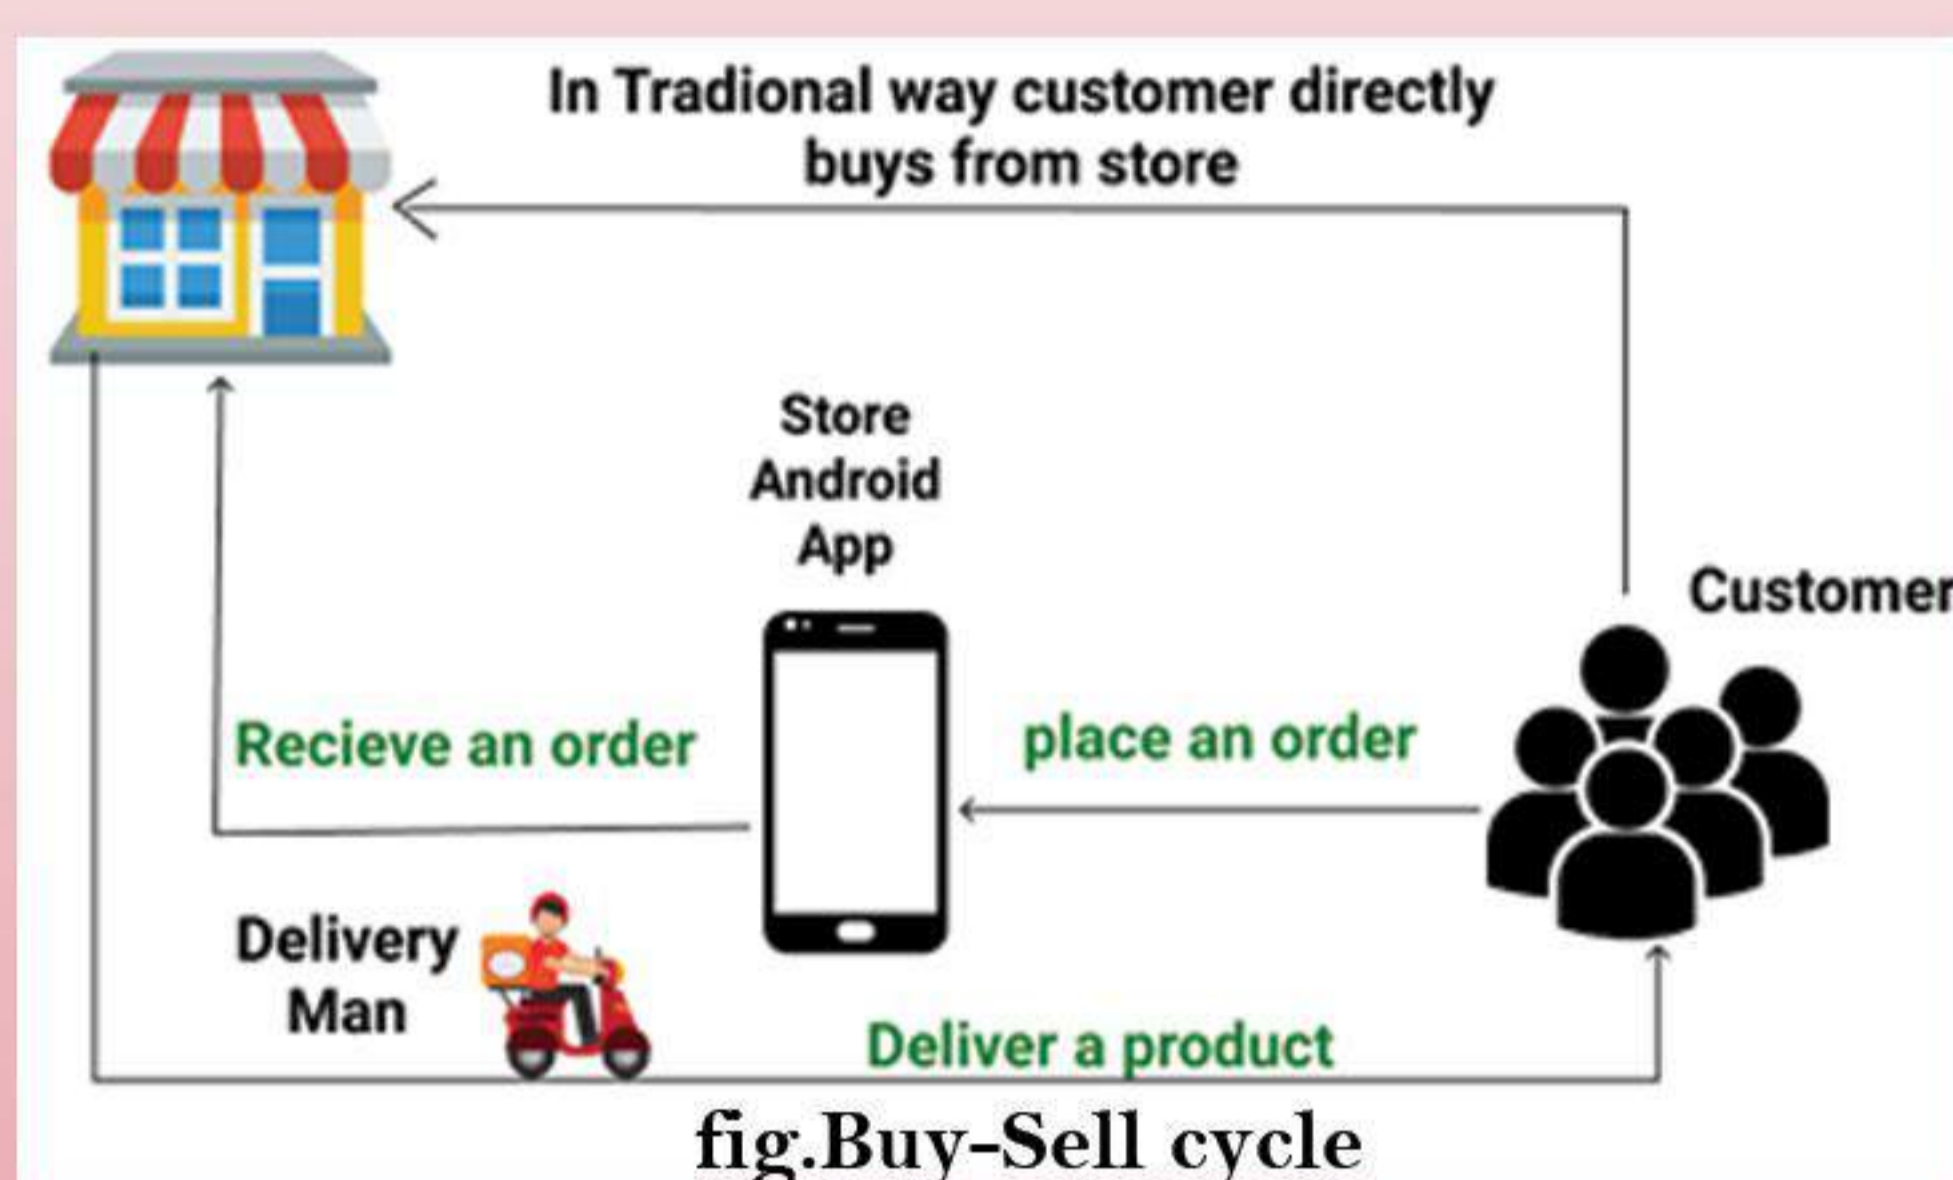 In Tradional way customer directly
buys from store
Store
Android
App
Customer
Recieve an order
place an order
Delivery
Man
Deliver a product
fig.Buy-Sell cycle